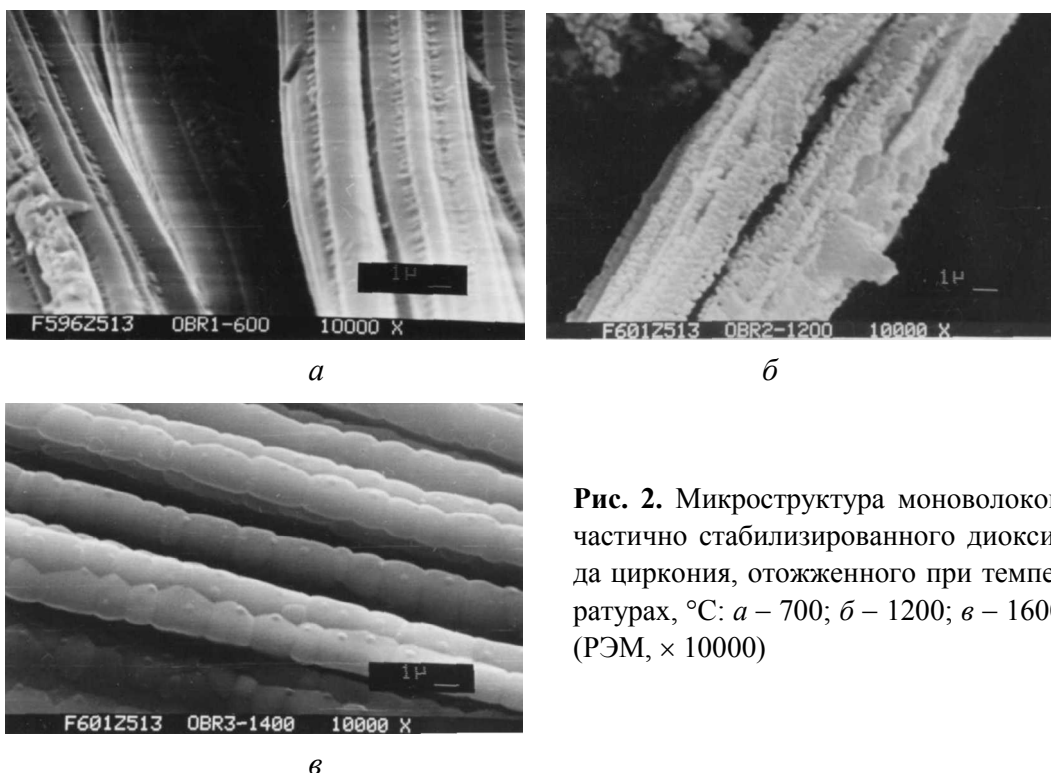 1μ
F596Z513 OBR1-600 10000 X
а
1μ
F601Z513 OBR2-1200 10000 X
б
1μ
F601Z513 OBR3-1400 10000 X
в
Рис. 2. Микроструктура моноволокон
частично стабилизированного диокси-
да циркония, отожженного при темпе-
ратурах, °С: а – 700; б – 1200; в – 1600
(РЭМ, × 10000)